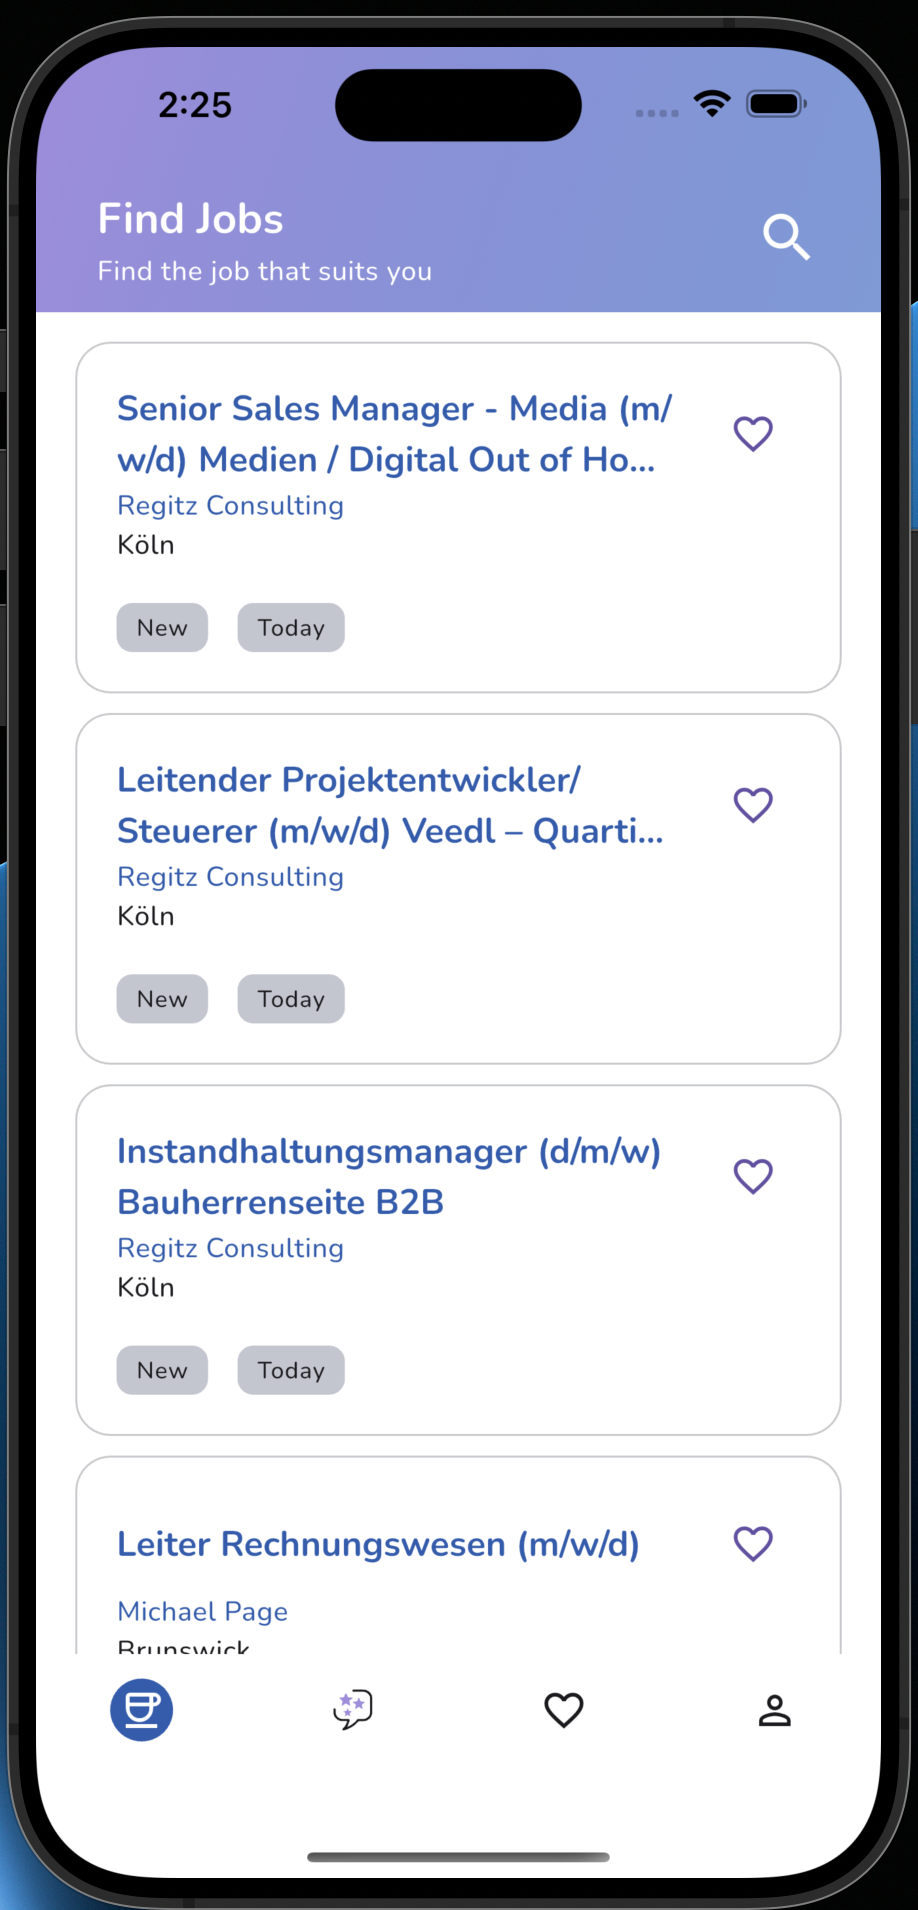 2:25
Find Jobs
Find the job that suits you
Senior Sales Manager - Media (m/
w/d) Medien / Digital Out of Ho...
Regitz Consulting
Köln
New Today
Leitender Projektentwickler/
Steuerer (m/w/d) Veedl – Quarti...
Regitz Consulting
Köln
New Today
Instandhaltungsmanager (d/m/w)
Bauherrenseite B2B
Regitz Consulting
Köln
New Today
Leiter Rechnungswesen (m/w/d)
Michael Page
Brunswick